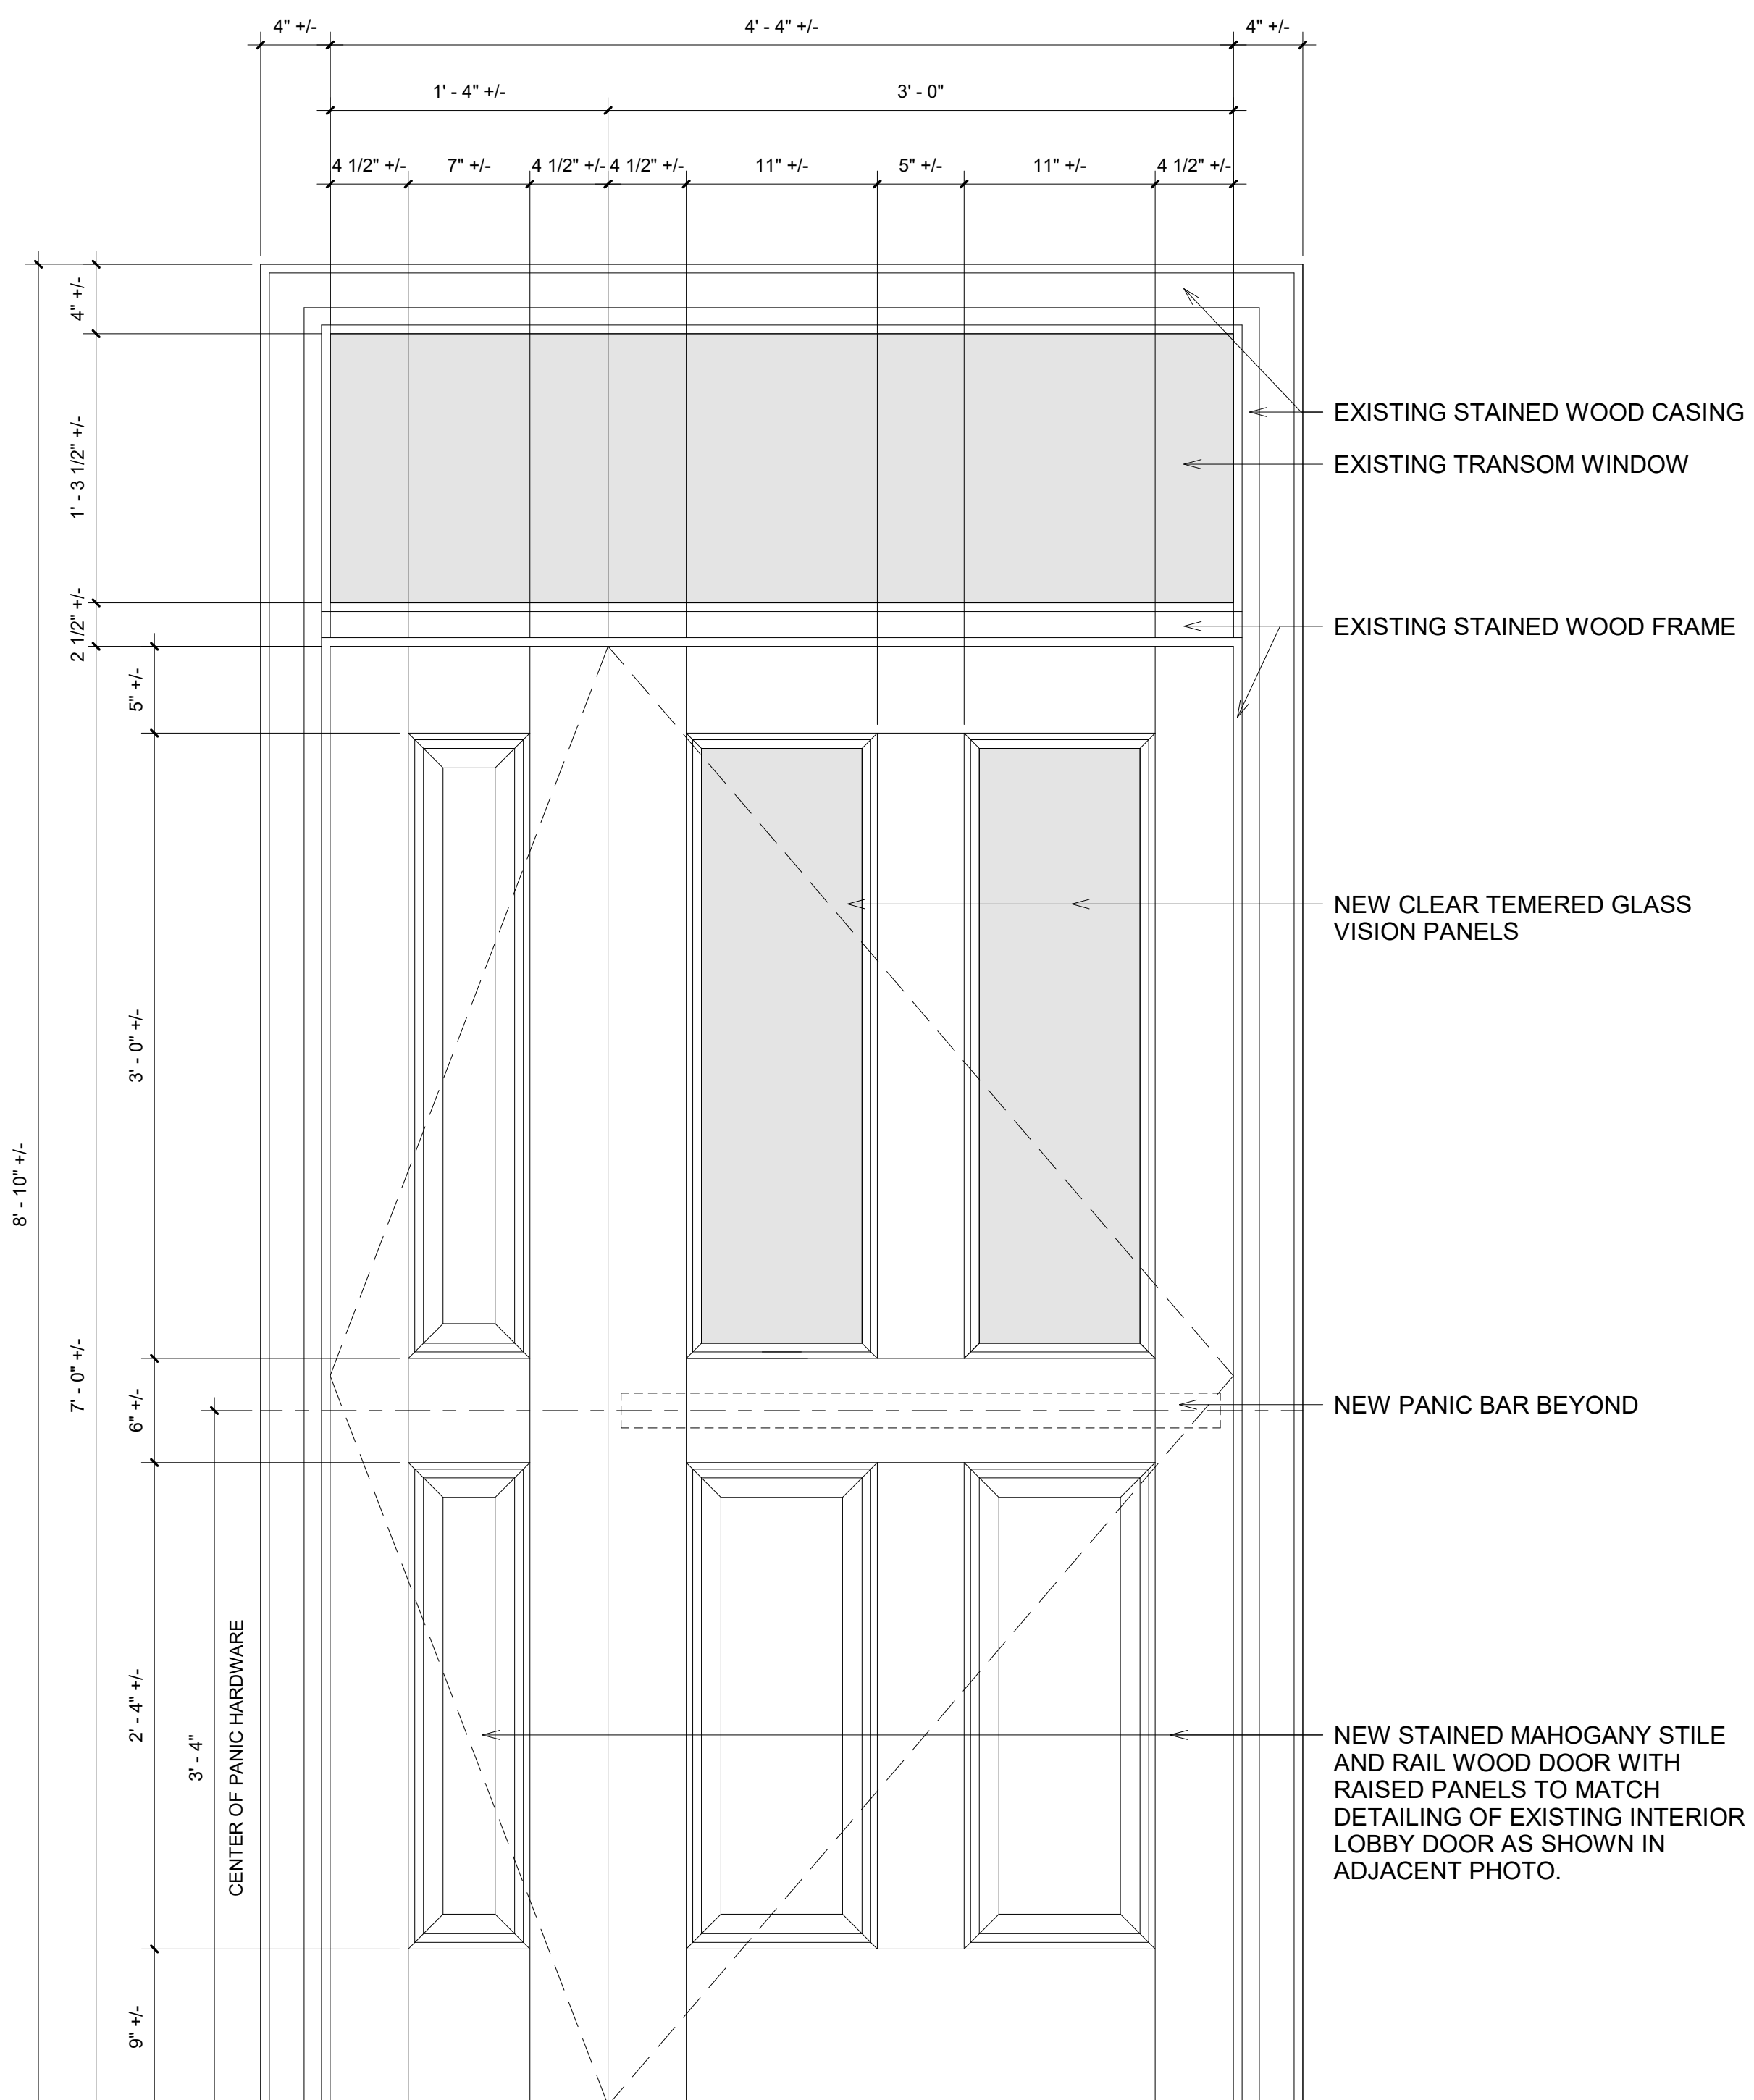 4" +/-
4' - 4" +/-
4" +/-
1' - 4" +/-
3' - 0"
4 1/2" +/-
7" +/-
4 1/2" +/-
4 1/2" +/-
11" +/-
5" +/-
11" +/-
4 1/2" +/-
4" +/-
1' - 3 1/2" +/-
2 1/2" +/-
5" +/-
3' - 0" +/-
8' - 10" +/-
7' - 0" +/-
6" +/-
2' - 4" +/-
3' - 4"
CENTER OF PANIC HARDWARE
9" +/-
EXISTING STAINED WOOD CASING
EXISTING TRANSOM WINDOW
EXISTING STAINED WOOD FRAME
NEW CLEAR TEMERED GLASS
VISION PANELS
NEW PANIC BAR BEYOND
NEW STAINED MAHOGANY STILE
AND RAIL WOOD DOOR WITH
RAISED PANELS TO MATCH
DETAILING OF EXISTING INTERIOR
LOBBY DOOR AS SHOWN IN
ADJACENT PHOTO.